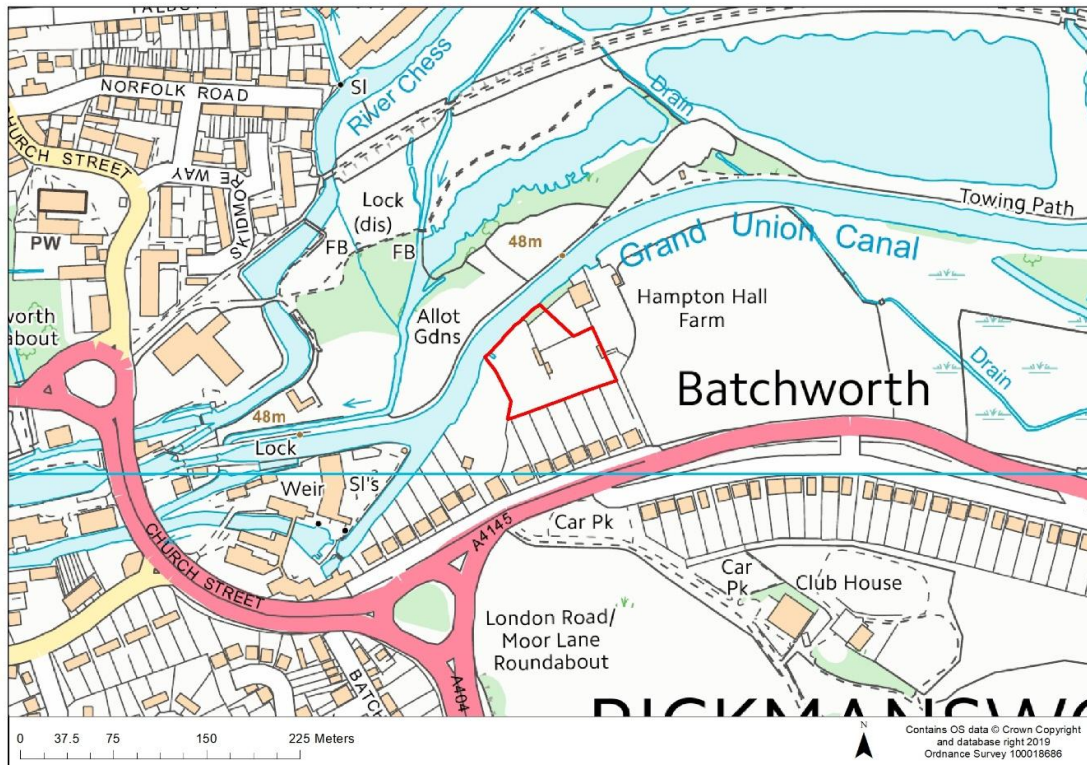 NORFOLK ROAD
SI
River Chess
Drain
CHURCH STREET
SKIDMORE WAY
Lock
(dis)
Towing Path
PW
FB
FB
48m
Grand Union Canal
Hampton Hall
Farm
Allot
Gdns
Drain
Batchworth
48m
Lock
Weir
SI's
A4145
Car Pk
CHURCH STREET
Car
Pk
Club House
London Road/
Moor Lane
Roundabout
A404
0 37.5 75 150 225 Meters
N
Contains OS data © Crown Copyright
and database right 2019
Ordnance Survey 100018686